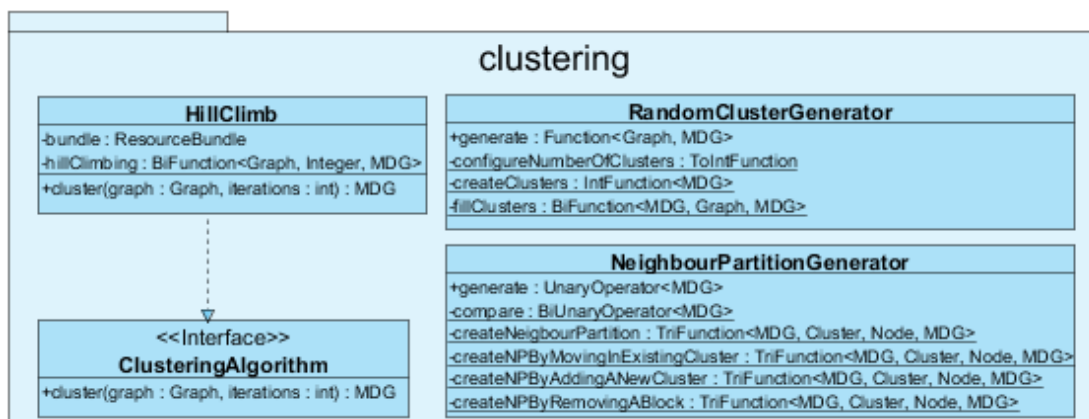 clustering
HillClimb
-bundle : ResourceBundle
-hillClimbing : BiFunction<Graph, Integer, MDG>
+cluster(graph : Graph, iterations : int) : MDG
<<Interface>>
ClusteringAlgorithm
+cluster(graph : Graph, iterations : int) : MDG
RandomClusterGenerator
+generate : Function<Graph, MDG>
-configureNumberOfClusters : ToIntFunction
-createClusters : IntFunction<MDG>
-fillClusters : BiFunction<MDG, Graph, MDG>
NeighbourPartitionGenerator
+generate : UnaryOperator<MDG>
-compare : BiUnaryOperator<MDG>
-createNeigbourPartition : TriFunction<MDG, Cluster, Node, MDG>
-createNPByMovingInExistingCluster : TriFunction<MDG, Cluster, Node, MDG>
-createNPByAddingANewCluster : TriFunction<MDG, Cluster, Node, MDG>
-createNPByRemovingABlock : TriFunction<MDG, Cluster, Node, MDG>